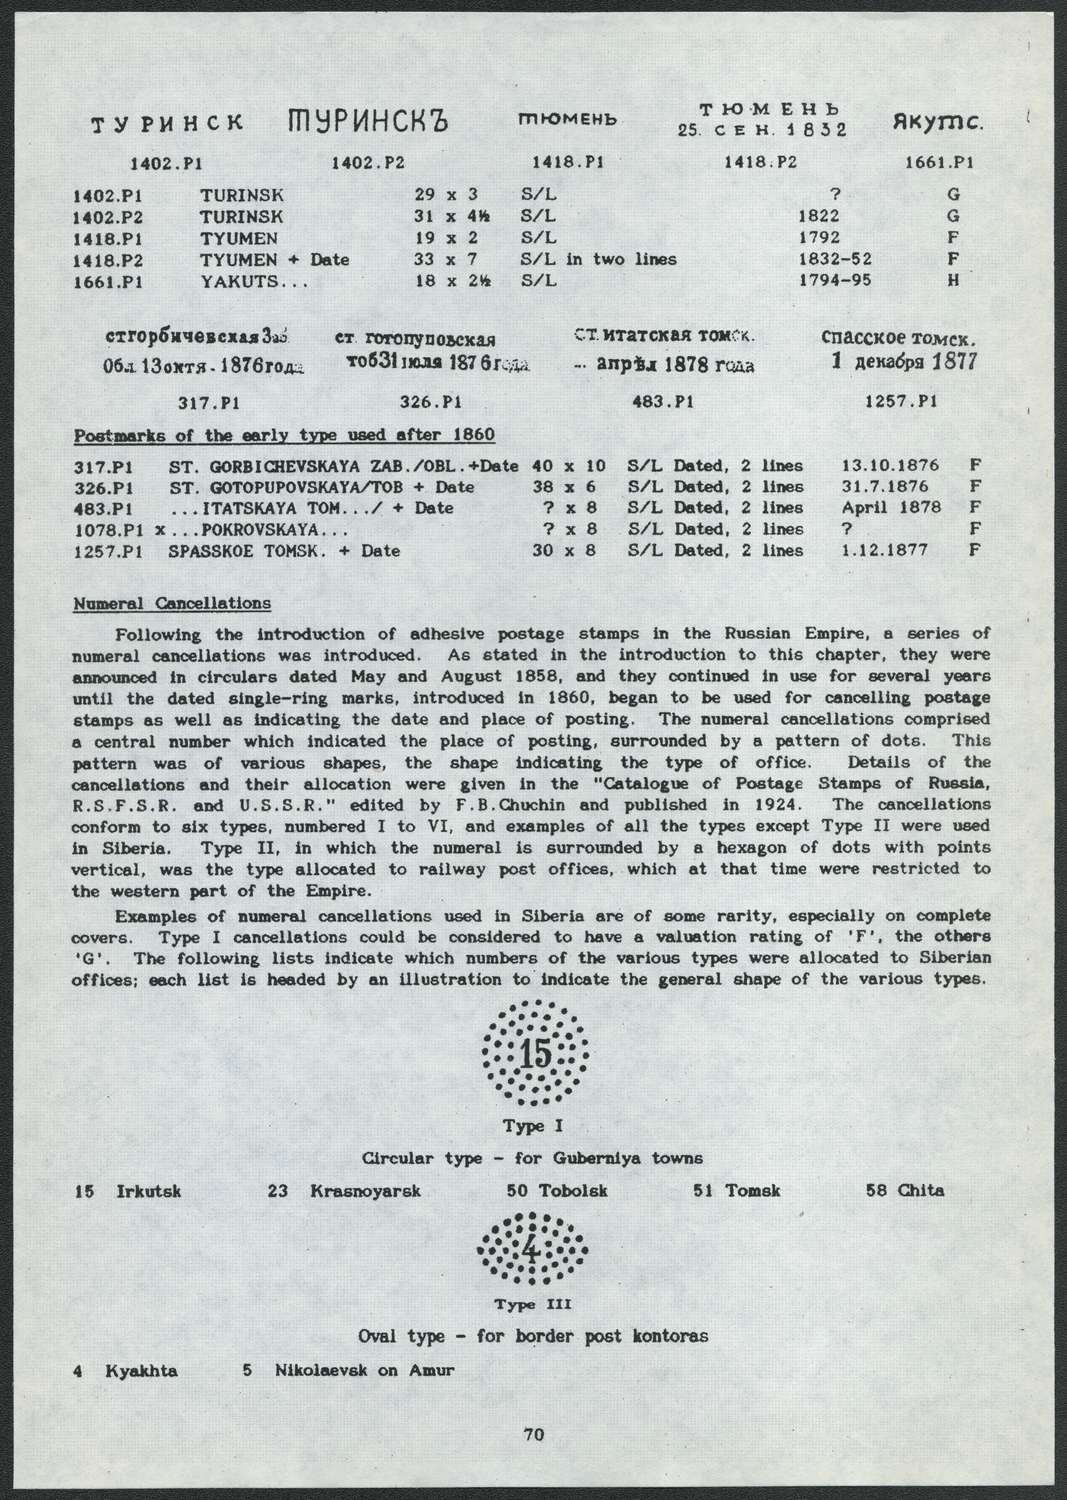 ТУРИНСК ТУРИНСКЪ ТЮМЕНЬ ТЮМЕНЬ
25. СЕН. 1832 Якутс.
1402.P1 1402.P2 1418.P1 1418.P2 1661.P1
1402.P1 TURINSK 29 x 3 S/L ? G
1402.P2 TURINSK 31 x 4½ S/L 1822 G
1418.P1 TYUMEN 19 x 2 S/L 1792 F
1418.P2 TYUMEN + Date 33 x 7 S/L in two lines 1832-52 F
1661.P1 YAKUTS... 18 x 2½ S/L 1794-95 H
стгорбичевская Заб. ст. готопуповская СТ. итатская томск. спасское томск.
Обл. 13 октя. 1876 года тоб 31 июля 1876 года апрѣл 1878 года 1 декабря 1877
317.P1 326.P1 483.P1 1257.P1
Postmarks of the early type used after 1860
317.P1 ST. GORBICHEVSKAYA ZAB./OBL.+Date 40 x 10 S/L Dated, 2 lines 13.10.1876 F
326.P1 ST. GOTOPUPOVSKAYA/TOB + Date 38 x 6 S/L Dated, 2 lines 31.7.1876 F
483.P1 ...ITATSKAYA TOM.../ + Date ? x 8 S/L Dated, 2 lines April 1878 F
1078.P1 x ...POKROVSKAYA... ? x 8 S/L Dated, 2 lines ? F
1257.P1 SPASSKOE TOMSK. + Date 30 x 8 S/L Dated, 2 lines 1.12.1877 F
Numeral Cancellations
Following the introduction of adhesive postage stamps in the Russian Empire, a series of
numeral cancellations was introduced. As stated in the introduction to this chapter, they were
announced in circulars dated May and August 1858, and they continued in use for several years
until the dated single-ring marks, introduced in 1860, began to be used for cancelling postage
stamps as well as indicating the date and place of posting. The numeral cancellations comprised
a central number which indicated the place of posting, surrounded by a pattern of dots. This
pattern was of various shapes, the shape indicating the type of office. Details of the
cancellations and their allocation were given in the "Catalogue of Postage Stamps of Russia,
R.S.F.S.R. and U.S.S.R." edited by F.B.Chuchin and published in 1924. The cancellations
conform to six types, numbered I to VI, and examples of all the types except Type II were used
in Siberia. Type II, in which the numeral is surrounded by a hexagon of dots with points
vertical, was the type allocated to railway post offices, which at that time were restricted to
the western part of the Empire.
Examples of numeral cancellations used in Siberia are of some rarity, especially on complete
covers. Type I cancellations could be considered to have a valuation rating of 'F', the others
'G'. The following lists indicate which numbers of the various types were allocated to Siberian
offices; each list is headed by an illustration to indicate the general shape of the various types.
15
Type I
Circular type - for Guberniya towns
15 Irkutsk 23 Krasnoyarsk 50 Tobolsk 51 Tomsk 58 Chita
4
Type III
Oval type - for border post kontoras
4 Kyakhta 5 Nikolaevsk on Amur
70